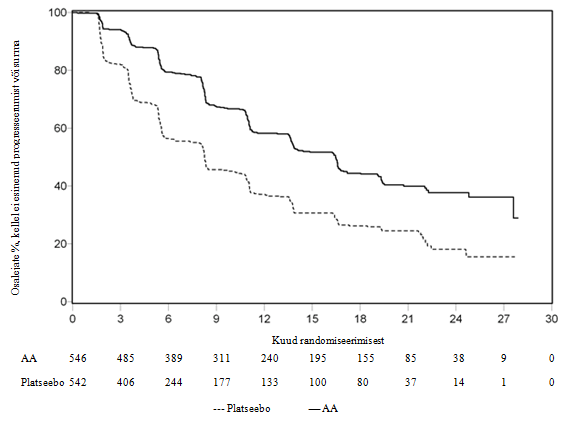 Osalejate %, kellel ei esinenud progresseerumist või surma
100
80
60
40
20
0
0 3 6 9 12 15 18 21 24 27 30
Kuud randomiseerimisest
AA 546 485 389 311 240 195 155 85 38 9 0
Platseebo 542 406 244 177 133 100 80 37 14 1 0
--- Platseebo — AA